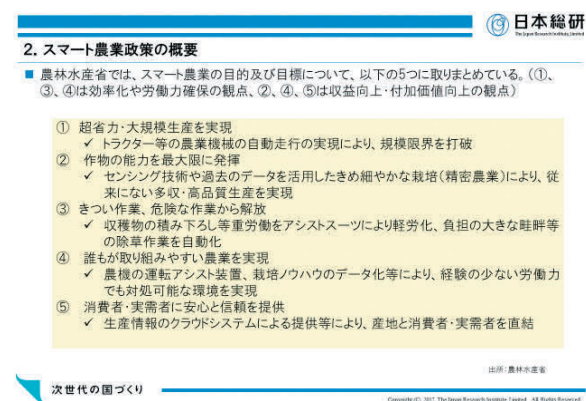 日本総研
The Japan Research Institute, Limited
2. スマート農業政策の概要
■ 農林水産省では、スマート農業の目的及び目標について、以下の5つに取りまとめている。(①、
③、④は効率化や労働力確保の観点、②、④、⑤は収益向上・付加価値向上の観点)
① 超省力・大規模生産を実現
✓ トラクター等の農業機械の自動走行の実現により、規模限界を打破
② 作物の能力を最大限に発揮
✓ センシング技術や過去のデータを活用したきめ細やかな栽培(精密農業)により、従
来にない多収・高品質生産を実現
③ きつい作業、危険な作業から解放
✓ 収穫物の積み下ろし等重労働をアシストスーツにより軽労化、負担の大きな畦畔等
の除草作業を自動化
④ 誰もが取り組みやすい農業を実現
✓ 農機の運転アシスト装置、栽培ノウハウのデータ化等により、経験の少ない労働力
でも対処可能な環境を実現
⑤ 消費者・実需者に安心と信頼を提供
✓ 生産情報のクラウドシステムによる提供等により、産地と消費者・実需者を直結
出所:農林水産省
次世代の国づくり
Copyright (C) 2017 The Japan Research Institute, Limited. All Rights Reserved.